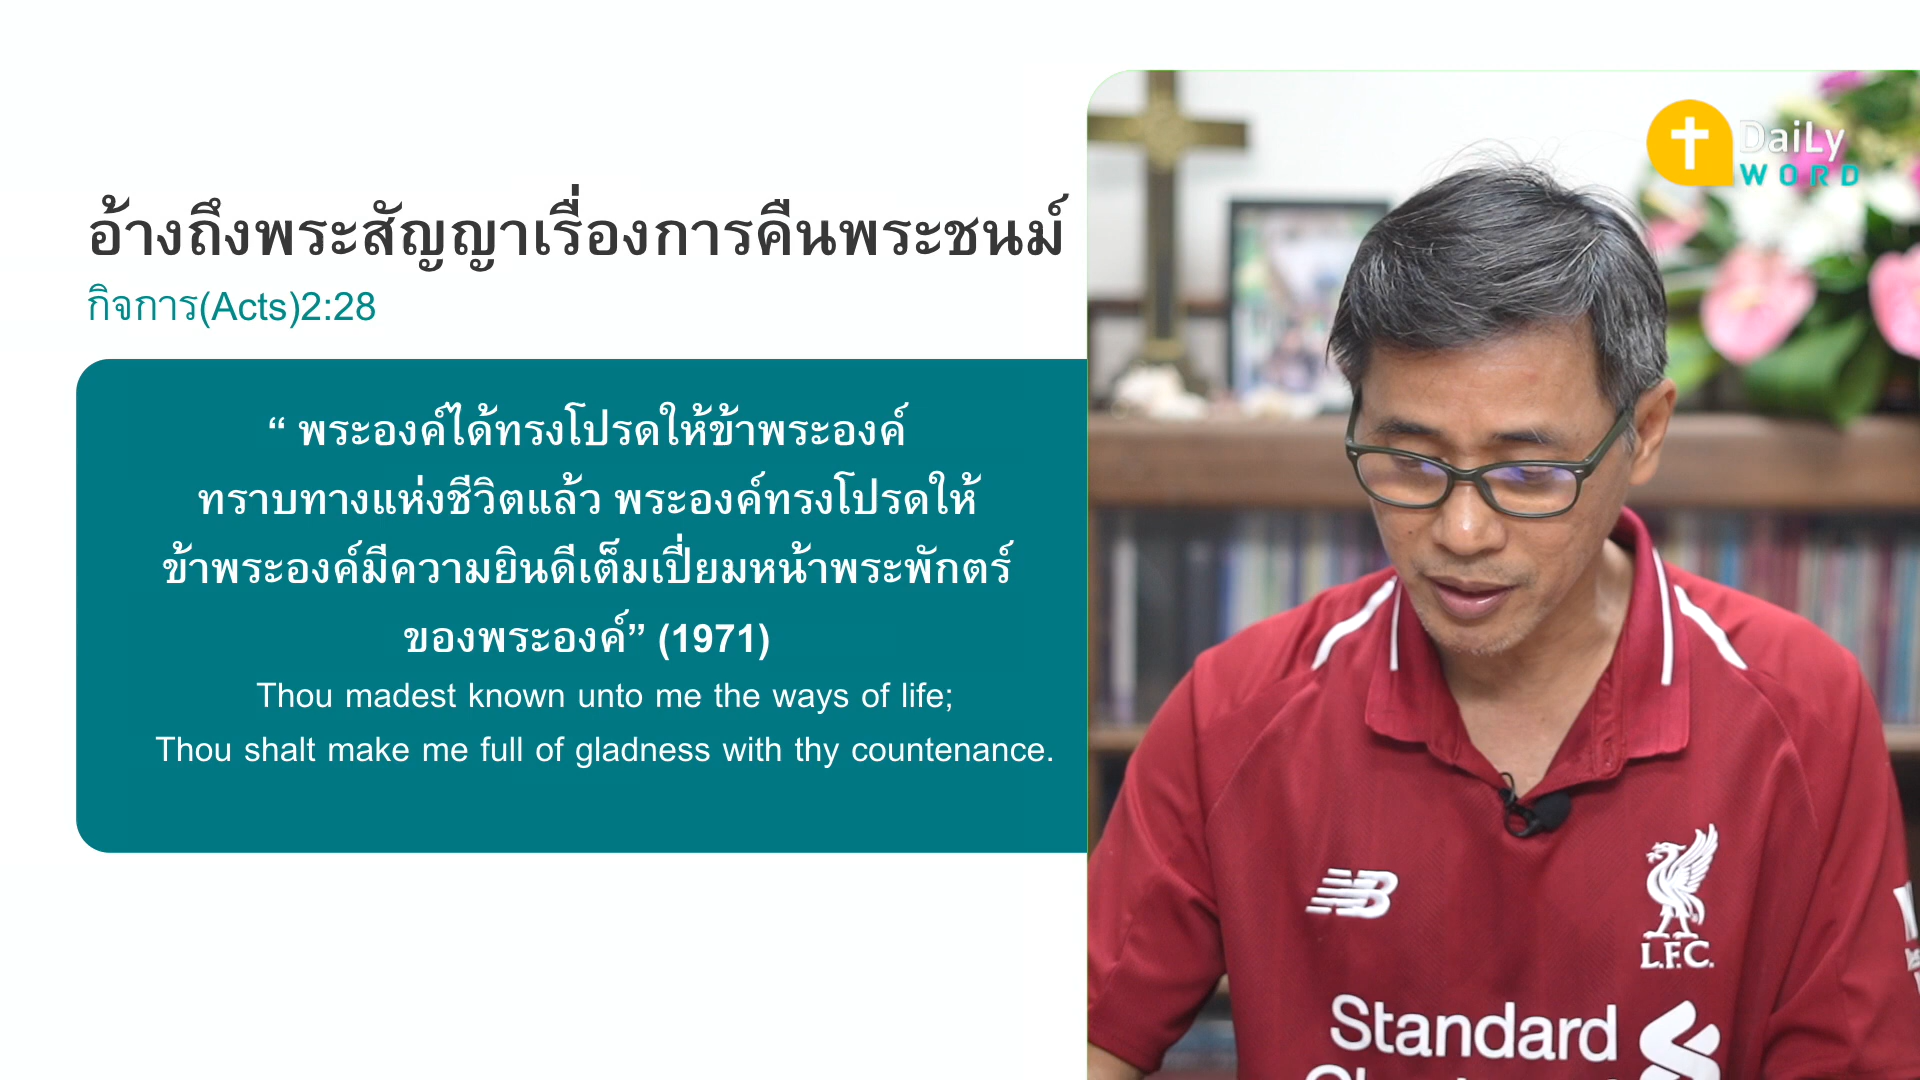 อ้างถึงพระสัญญาเรื่องการคืนพระชนม์
กิจการ(Acts)2:28
“ พระองค์ได้ทรงโปรดให้ข้าพระองค์
ทราบทางแห่งชีวิตแล้ว พระองค์ทรงโปรดให้
ข้าพระองค์มีความยินดีเต็มเปี่ยมหน้าพระพักตร์
ของพระองค์” (1971)
Thou madest known unto me the ways of life;
Thou shalt make me full of gladness with thy countenance.
DaiLy
WORD
NB
L.F.C.
Standard